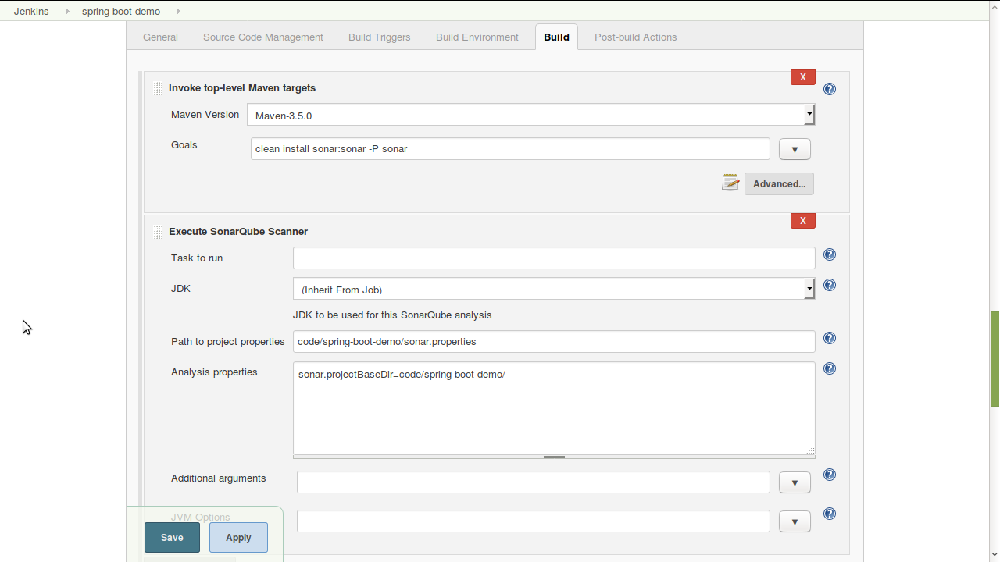 Jenkins spring-boot-demo
General Source Code Management Build Triggers Build Environment Build Post-build Actions
X
Invoke top-level Maven targets
Maven Version Maven-3.5.0
Goals clean install sonar:sonar -P sonar
Advanced...
X
Execute SonarQube Scanner
Task to run
JDK (Inherit From Job)
JDK to be used for this SonarQube analysis
Path to project properties code/spring-boot-demo/sonar.properties
Analysis properties sonar.projectBaseDir=code/spring-boot-demo/
Additional arguments
JVM Options
Save Apply